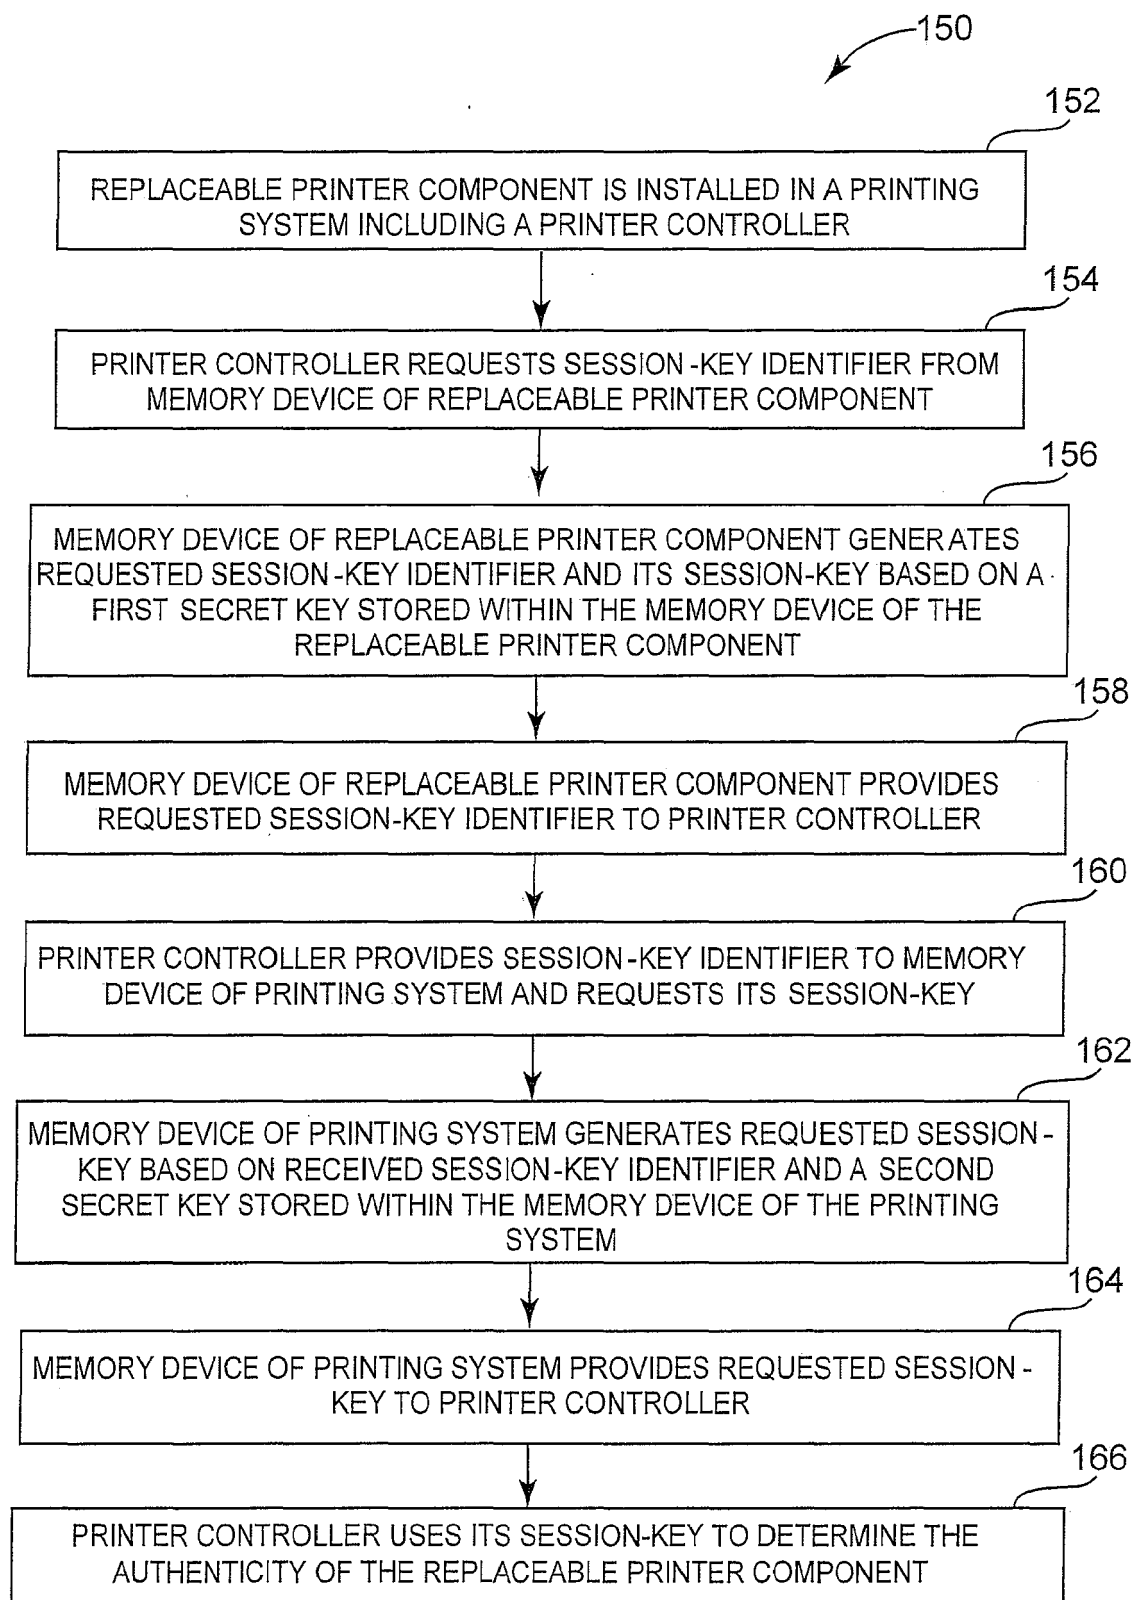 150
152
REPLACEABLE PRINTER COMPONENT IS INSTALLED IN A PRINTING
SYSTEM INCLUDING A PRINTER CONTROLLER
154
PRINTER CONTROLLER REQUESTS SESSION-KEY IDENTIFIER FROM
MEMORY DEVICE OF REPLACEABLE PRINTER COMPONENT
156
MEMORY DEVICE OF REPLACEABLE PRINTER COMPONENT GENERATES
REQUESTED SESSION-KEY IDENTIFIER AND ITS SESSION-KEY BASED ON A
FIRST SECRET KEY STORED WITHIN THE MEMORY DEVICE OF THE
REPLACEABLE PRINTER COMPONENT
158
MEMORY DEVICE OF REPLACEABLE PRINTER COMPONENT PROVIDES
REQUESTED SESSION-KEY IDENTIFIER TO PRINTER CONTROLLER
160
PRINTER CONTROLLER PROVIDES SESSION-KEY IDENTIFIER TO MEMORY
DEVICE OF PRINTING SYSTEM AND REQUESTS ITS SESSION-KEY
162
MEMORY DEVICE OF PRINTING SYSTEM GENERATES REQUESTED SESSION-
KEY BASED ON RECEIVED SESSION-KEY IDENTIFIER AND A SECOND
SECRET KEY STORED WITHIN THE MEMORY DEVICE OF THE PRINTING
SYSTEM
164
MEMORY DEVICE OF PRINTING SYSTEM PROVIDES REQUESTED SESSION-
KEY TO PRINTER CONTROLLER
166
PRINTER CONTROLLER USES ITS SESSION-KEY TO DETERMINE THE
AUTHENTICITY OF THE REPLACEABLE PRINTER COMPONENT